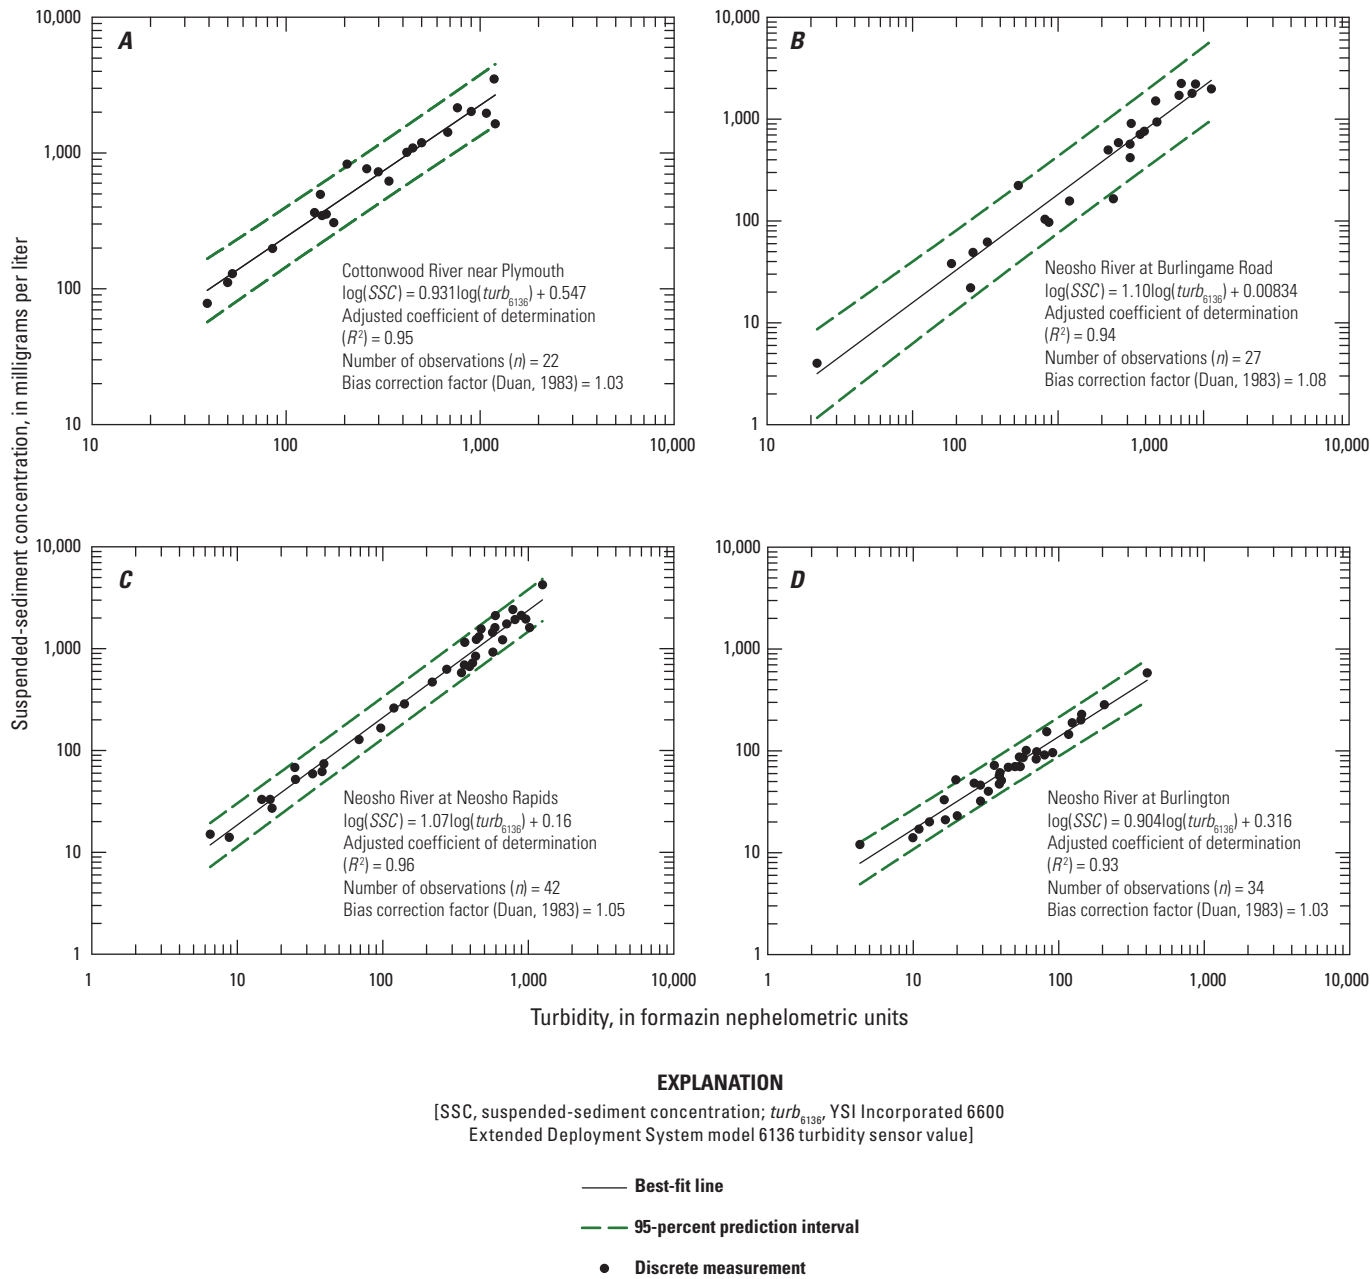 Suspended-sediment concentration, in milligrams per liter
10,000
1,000
100
10
A
Cottonwood River near Plymouth
log(SSC) = 0.931log(turb6136) + 0.547
Adjusted coefficient of determination
(R2) = 0.95
Number of observations (n) = 22
Bias correction factor (Duan, 1983) = 1.03
10 100 1,000 10,000
10,000
1,000
100
10
1
B
Neosho River at Burlingame Road
log(SSC) = 1.10log(turb6136) + 0.00834
Adjusted coefficient of determination
(R2) = 0.94
Number of observations (n) = 27
Bias correction factor (Duan, 1983) = 1.08
10 100 1,000 10,000
10,000
1,000
100
10
1
C
Neosho River at Neosho Rapids
log(SSC) = 1.07log(turb6136) + 0.16
Adjusted coefficient of determination
(R2) = 0.96
Number of observations (n) = 42
Bias correction factor (Duan, 1983) = 1.05
1 10 100 1,000 10,000
10,000
1,000
100
10
1
D
Neosho River at Burlington
log(SSC) = 0.904log(turb6136) + 0.316
Adjusted coefficient of determination
(R2) = 0.93
Number of observations (n) = 34
Bias correction factor (Duan, 1983) = 1.03
1 10 100 1,000 10,000
Turbidity, in formazin nephelometric units
EXPLANATION
[SSC, suspended-sediment concentration; turb6136, YSI Incorporated 6600
Extended Deployment System model 6136 turbidity sensor value]
Best-fit line
95-percent prediction interval
Discrete measurement